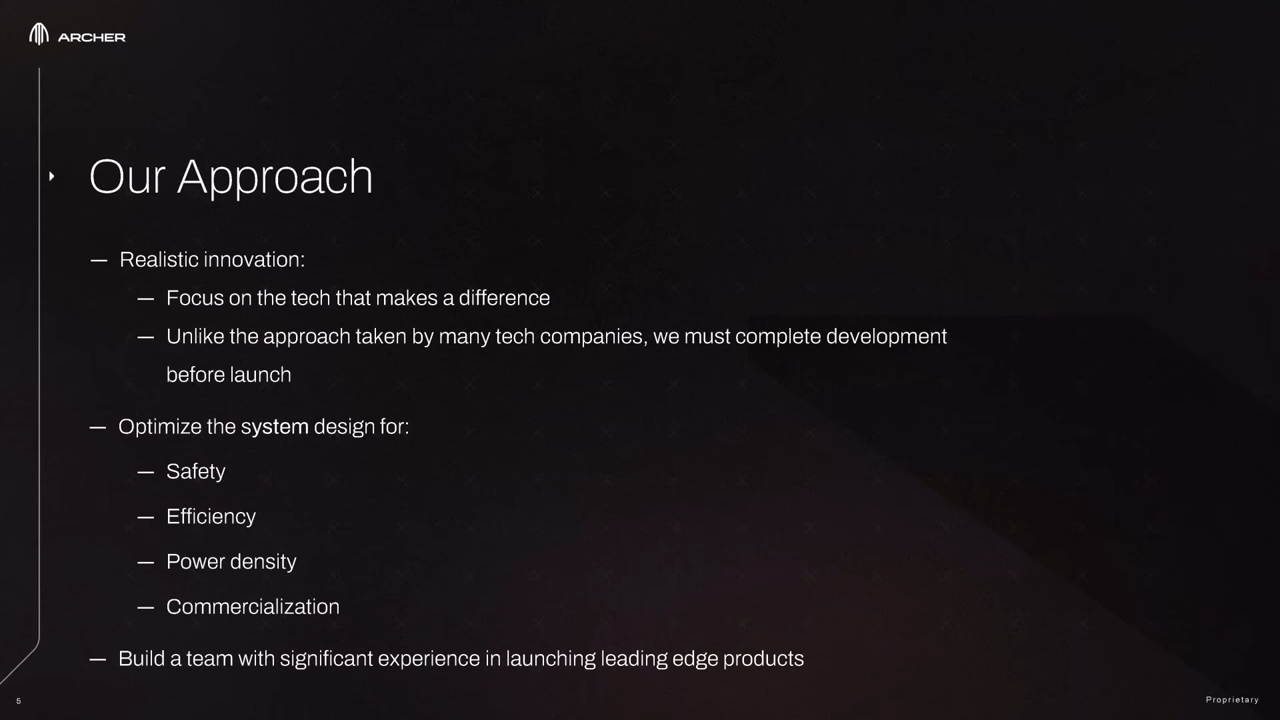 ARCHER
Our Approach
— Realistic innovation:
— Focus on the tech that makes a difference
— Unlike the approach taken by many tech companies, we must complete development
before launch
— Optimize the system design for:
— Safety
— Efficiency
— Power density
— Commercialization
— Build a team with significant experience in launching leading edge products
5
Proprietary